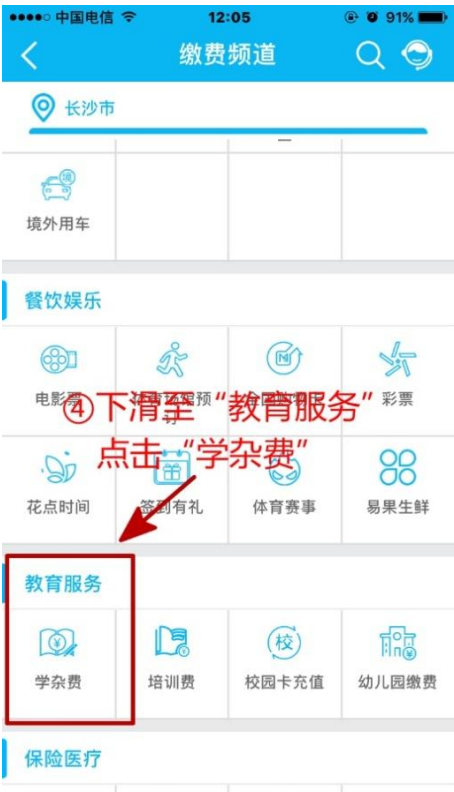 中国电信 12:05 91%
缴费频道
长沙市
境外用车
餐饮娱乐
电影票 彩票
④下滑至“教育服务”
点击“学杂费”
花点时间 签到有礼 体育赛事 易果生鲜
教育服务
学杂费 培训费 校园卡充值 幼儿园缴费
保险医疗